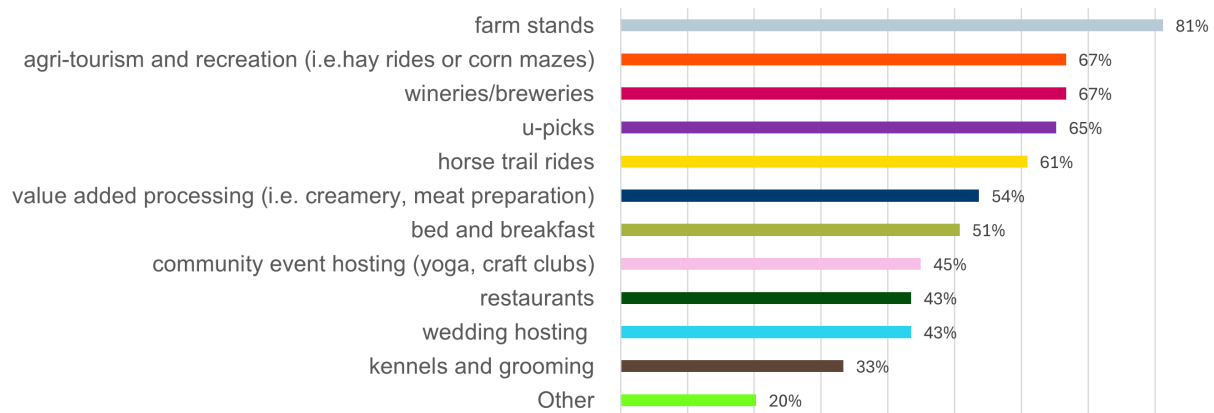 farm stands 81%
agri-tourism and recreation (i.e.hay rides or corn mazes) 67%
wineries/breweries 67%
u-picks 65%
horse trail rides 61%
value added processing (i.e. creamery, meat preparation) 54%
bed and breakfast 51%
community event hosting (yoga, craft clubs) 45%
restaurants 43%
wedding hosting 43%
kennels and grooming 33%
Other 20%